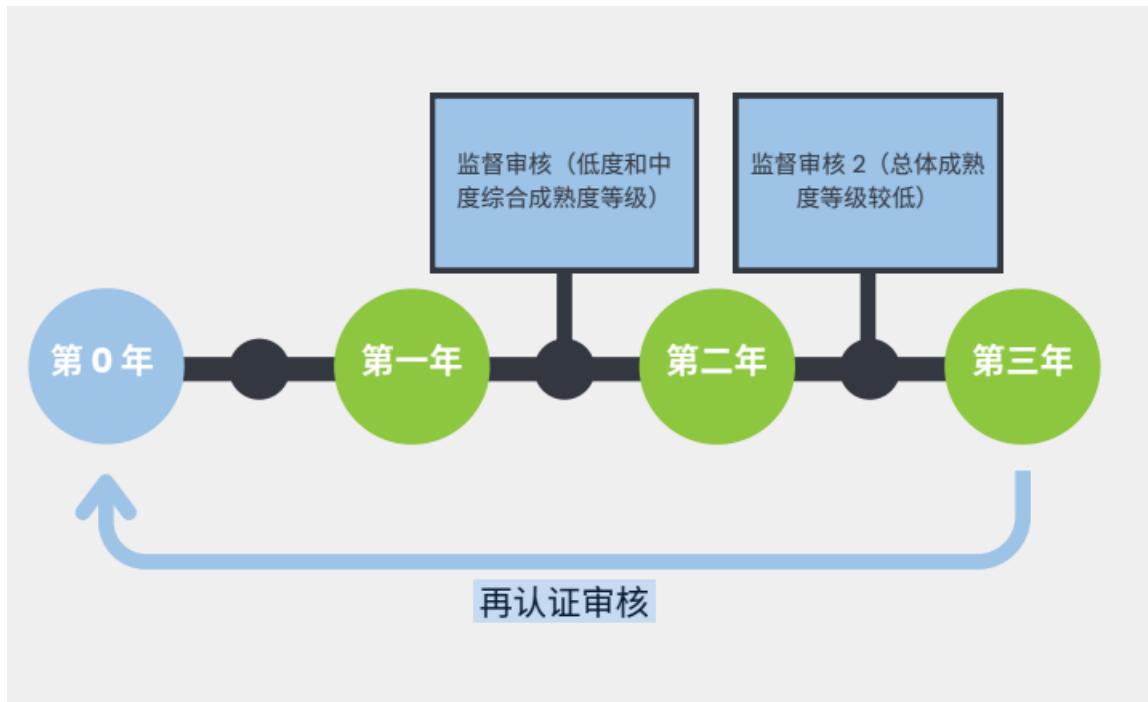 监督审核（低度和中
度综合成熟度等级）
监督审核 2（总体成熟
度等级较低）
第 0 年
第一年
第二年
第三年
再认证审核